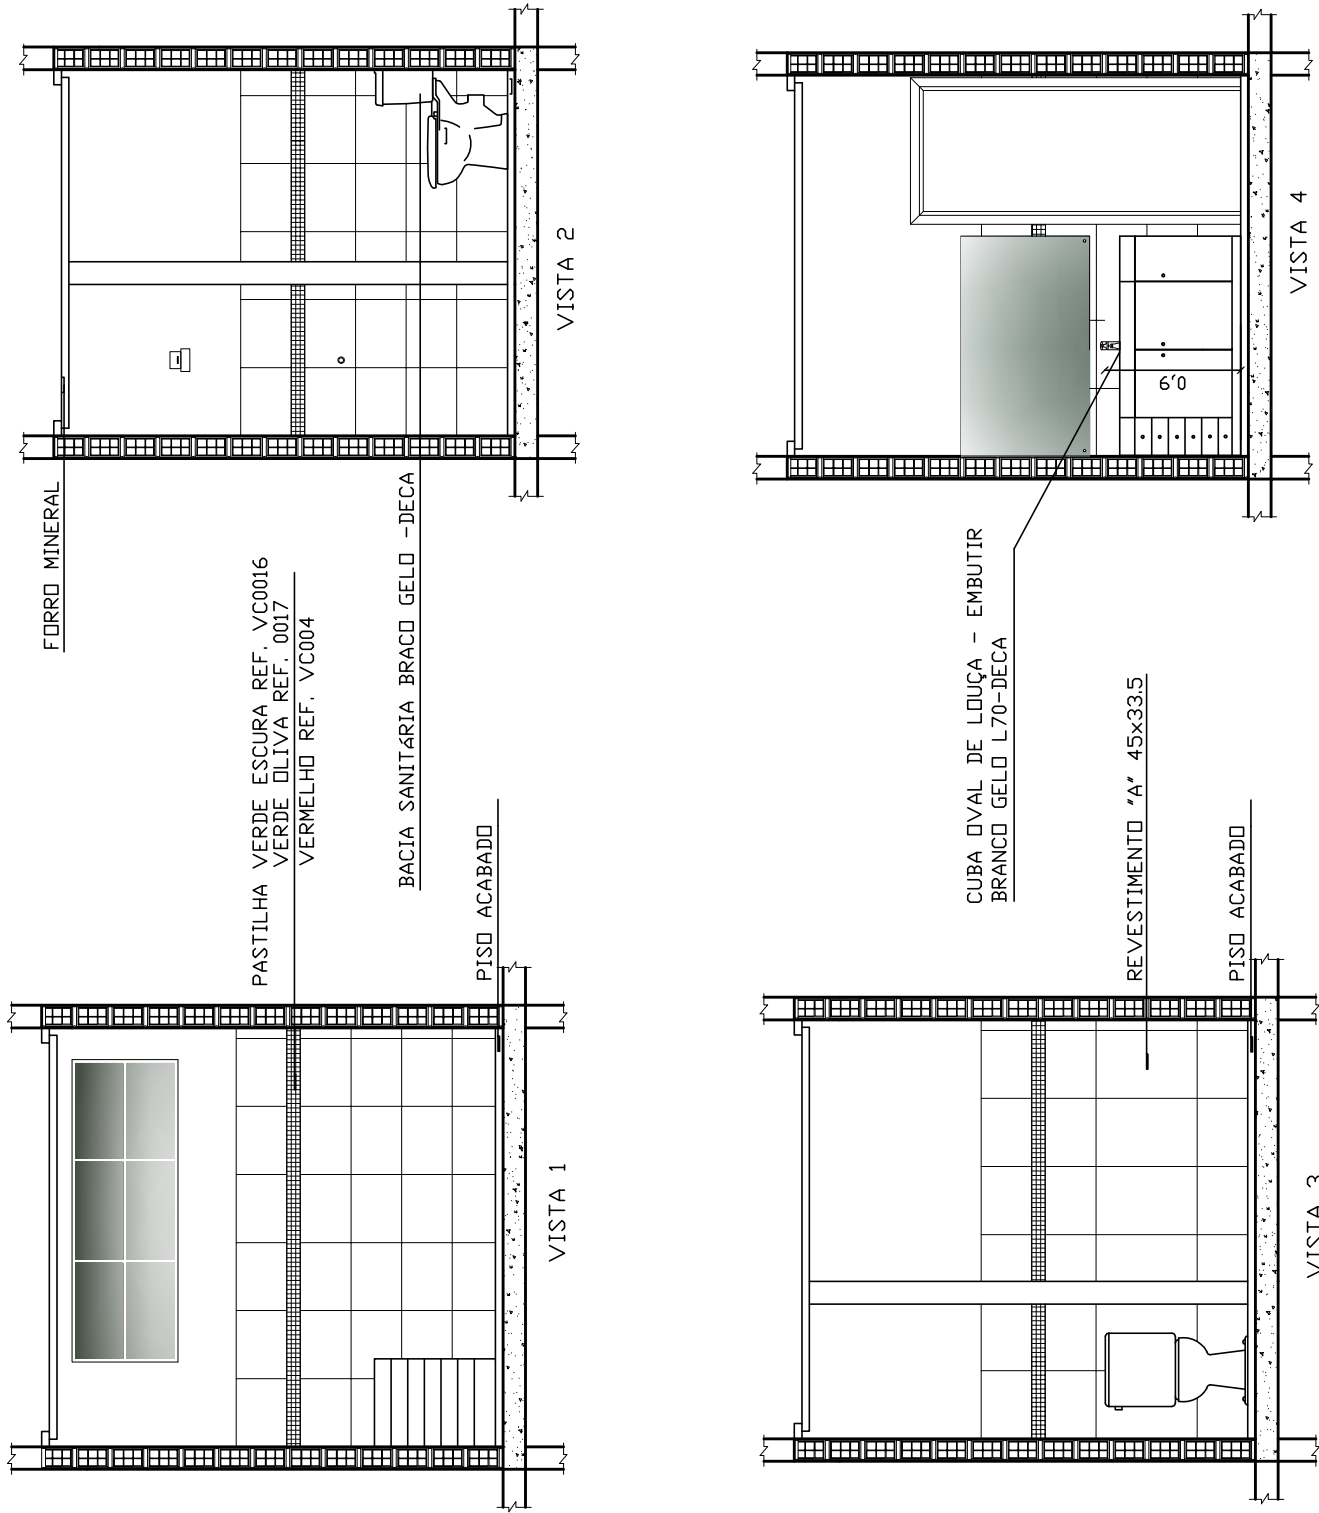 FORRO MINERAL
PASTILHA VERDE ESCURA REF. VC0016
VERDE OLIVA REF. 0017
VERMELHO REF. VC004
BACIA SANITÁRIA BRACO GELO -DECA
PISO ACABADO
VISTA 1
VISTA 2
CUBA OVAL DE LOUÇA - EMBUTIR
BRANCO GELO L70-DECA
REVESTIMENTO "A" 45x33.5
PISO ACABADO
0,9
VISTA 3
VISTA 4